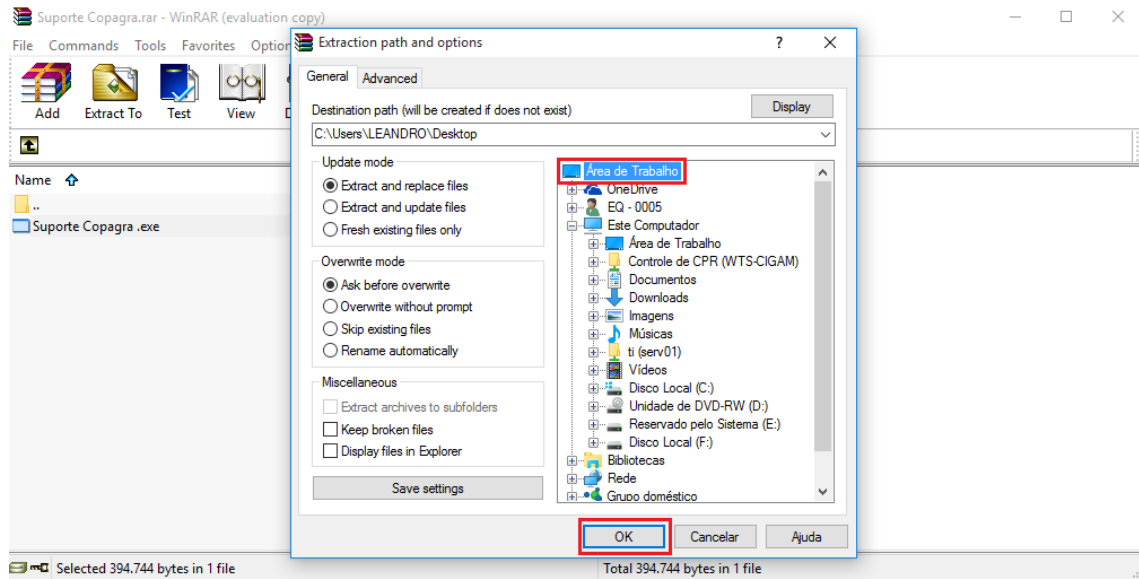 Suporte Copagra.rar - WinRAR (evaluation copy)
File Commands Tools Favorites Option
Add Extract To Test View D
Name
..
Suporte Copagra .exe
Extraction path and options
General Advanced
Destination path (will be created if does not exist) Display
C:\Users\LEANDRO\Desktop
Update mode
Extract and replace files
Extract and update files
Fresh existing files only
Overwrite mode
Ask before overwrite
Overwrite without prompt
Skip existing files
Rename automatically
Miscellaneous
Extract archives to subfolders
Keep broken files
Display files in Explorer
Save settings
Área de Trabalho
OneDrive
EQ - 0005
Este Computador
Área de Trabalho
Controle de CPR (WTS-CIGAM)
Documentos
Downloads
Imagens
Músicas
ti (serv01)
Vídeos
Disco Local (C:)
Unidade de DVD-RW (D:)
Reservado pelo Sistema (E:)
Disco Local (F:)
Bibliotecas
Rede
Grupo doméstico
OK Cancelar Ajuda
Selected 394.744 bytes in 1 file Total 394.744 bytes in 1 file